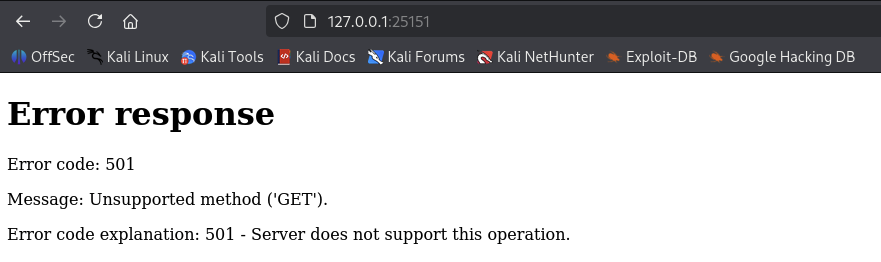 127.0.0.1:25151
OffSec Kali Linux Kali Tools Kali Docs Kali Forums Kali NetHunter Exploit-DB Google Hacking DB
Error response
Error code: 501
Message: Unsupported method ('GET').
Error code explanation: 501 - Server does not support this operation.